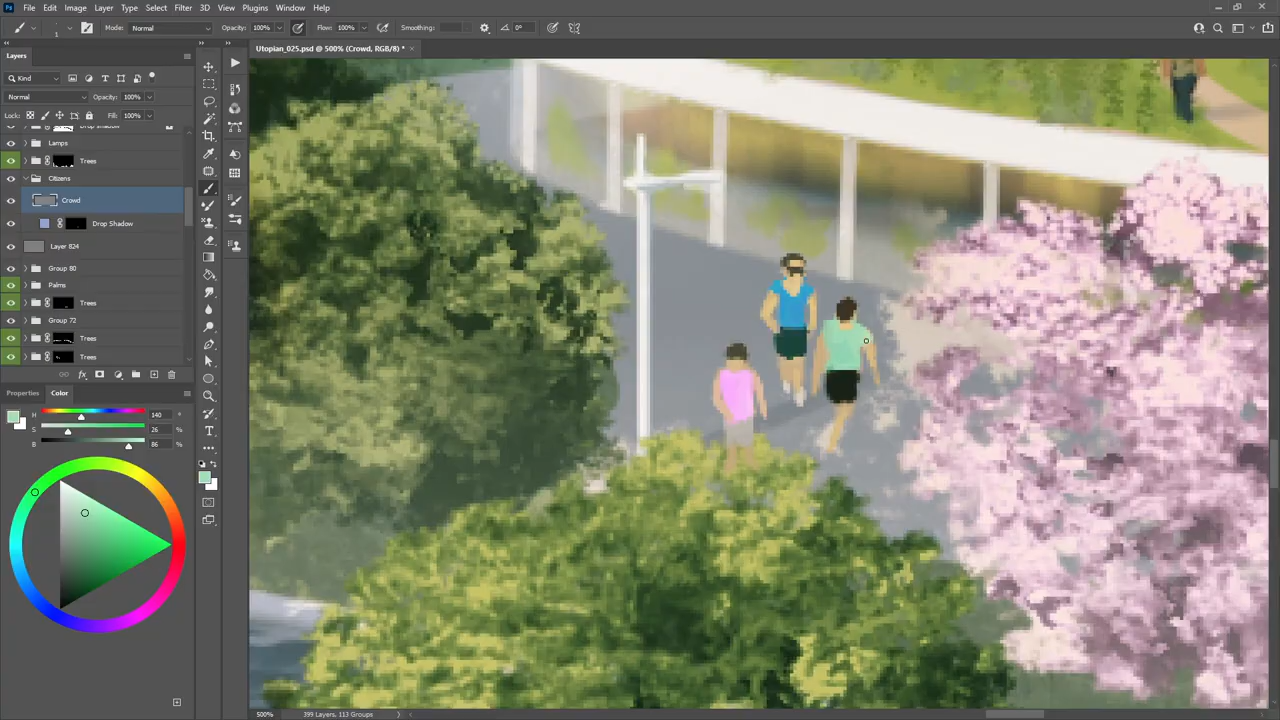 Ps File Edit Image Layer Type Select Filter 3D View Plugins Window Help
1 Mode: Normal Opacity: 100% Flow: 100% Smoothing: 0°
Utopian_025.psd @ 500% (Crowd, RGB/8) *
Layers
Kind
Normal Opacity: 100%
Lock: Fill: 100%
Drop Shadow
Lamps
Trees
Citizens
Crowd
Drop Shadow
Layer 824
Group 80
Palms
Trees
Group 72
Trees
Trees
fx
Properties Color
H 140 °
S 26 %
B 86 %
500% 399 Layers, 113 Groups